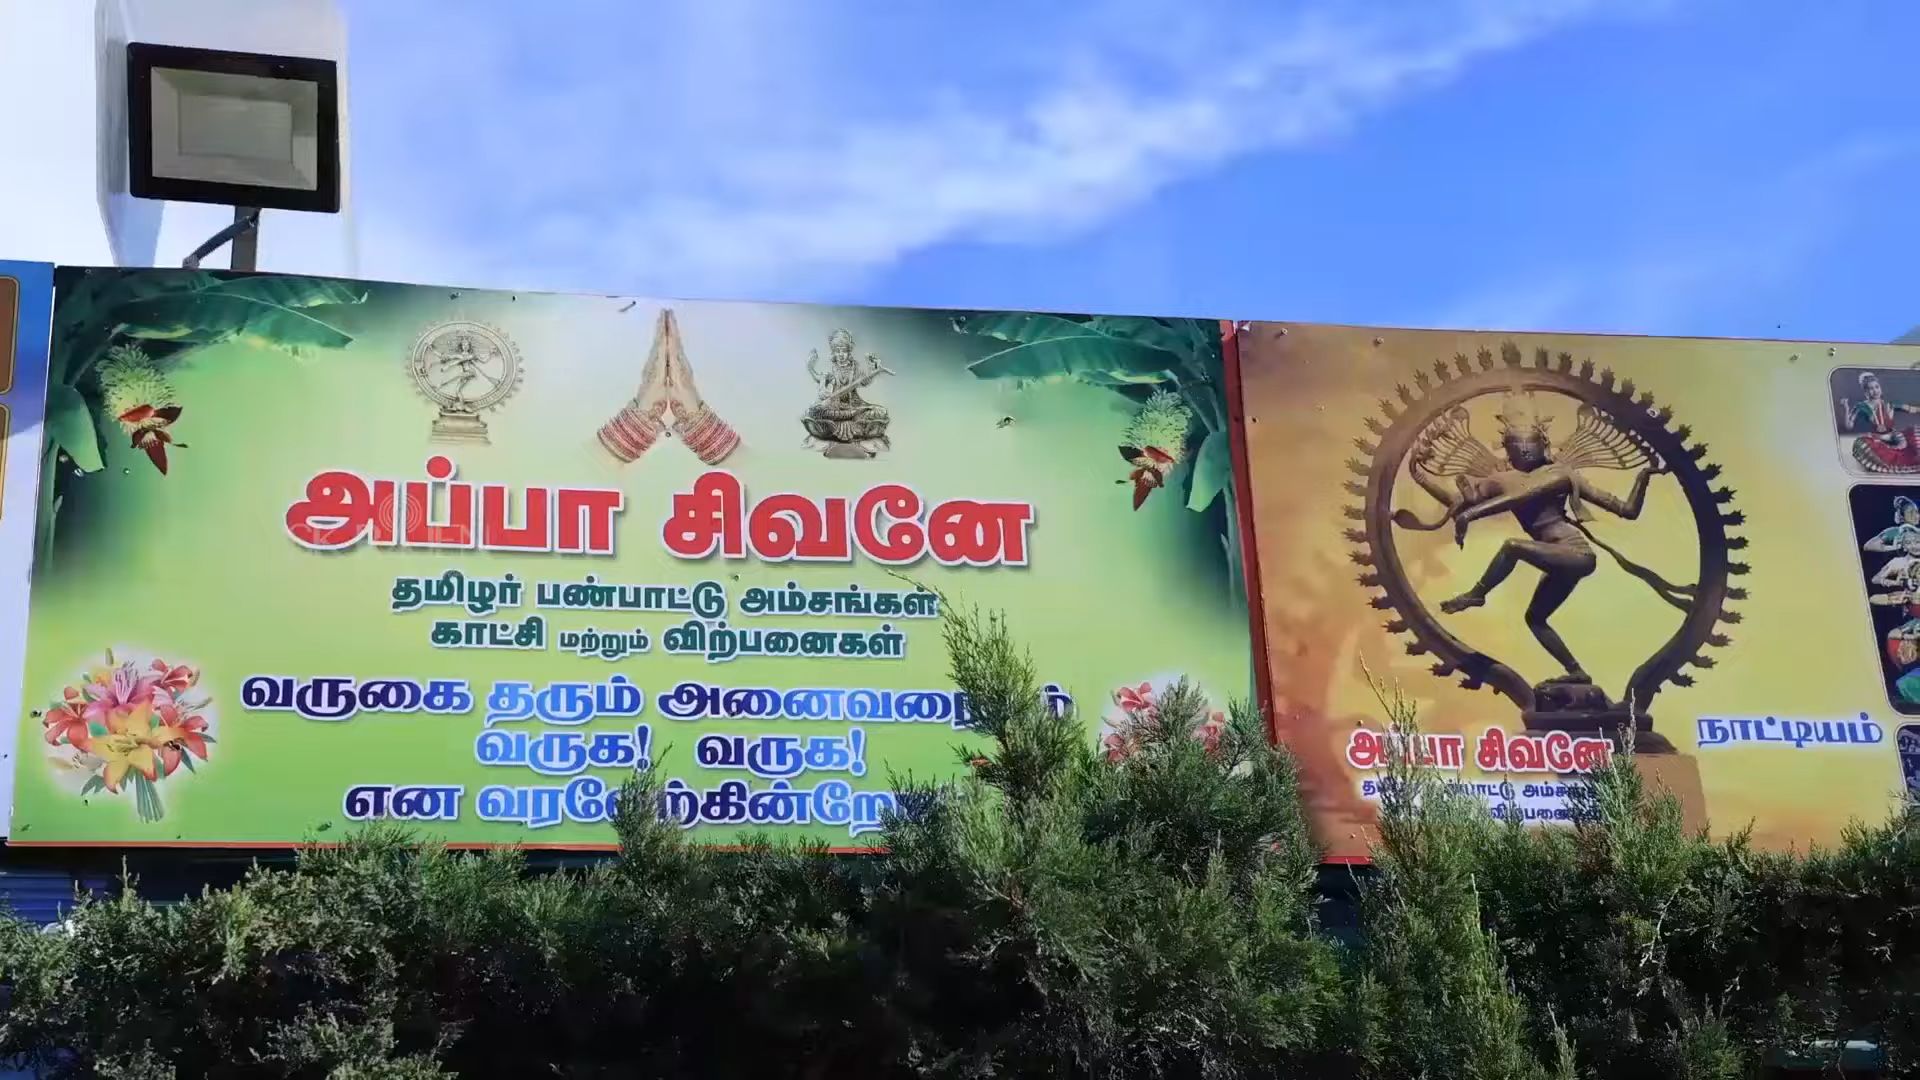 அப்பா சிவனே
தமிழர் பண்பாட்டு அம்சங்கள்
காட்சி மற்றும் விற்பனைகள்
வருகை தரும்
வருக! வருக!
என
அப்பா சிவனே
நாட்டியம்